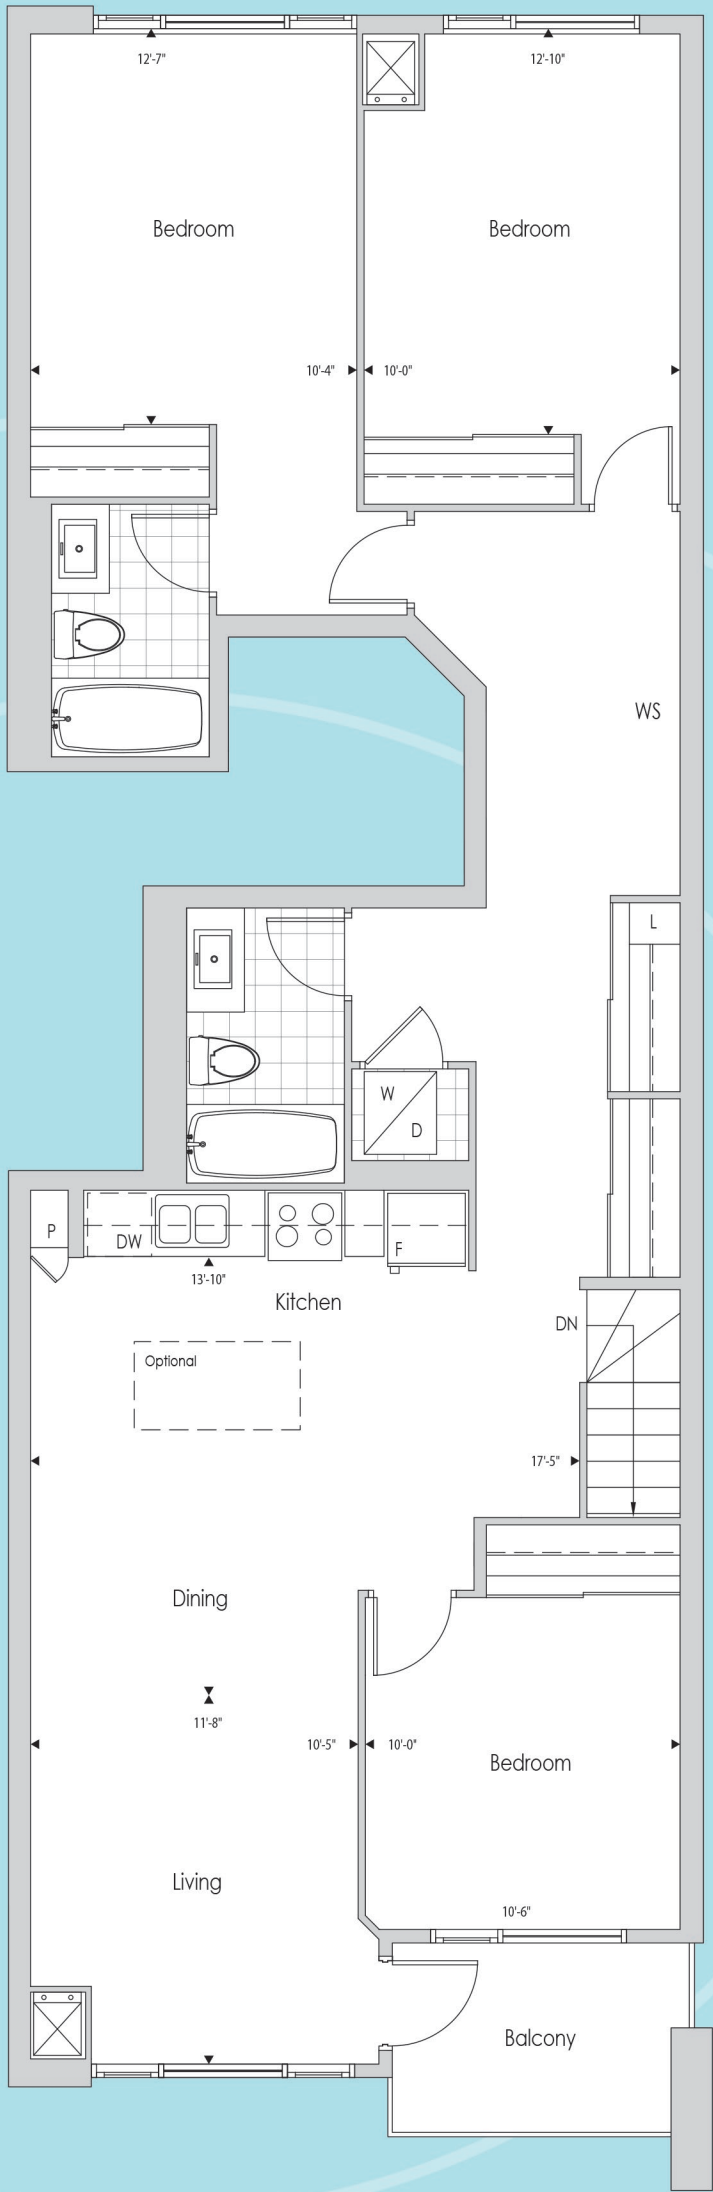 12'-7"
12'-10"
Bedroom
Bedroom
10'-4"
10'-0"
WS
L
W
D
P
DW
F
13'-10"
Kitchen
DN
Optional
17'-5"
Dining
11'-8"
10'-5"
10'-0"
Bedroom
Living
10'-6"
Balcony